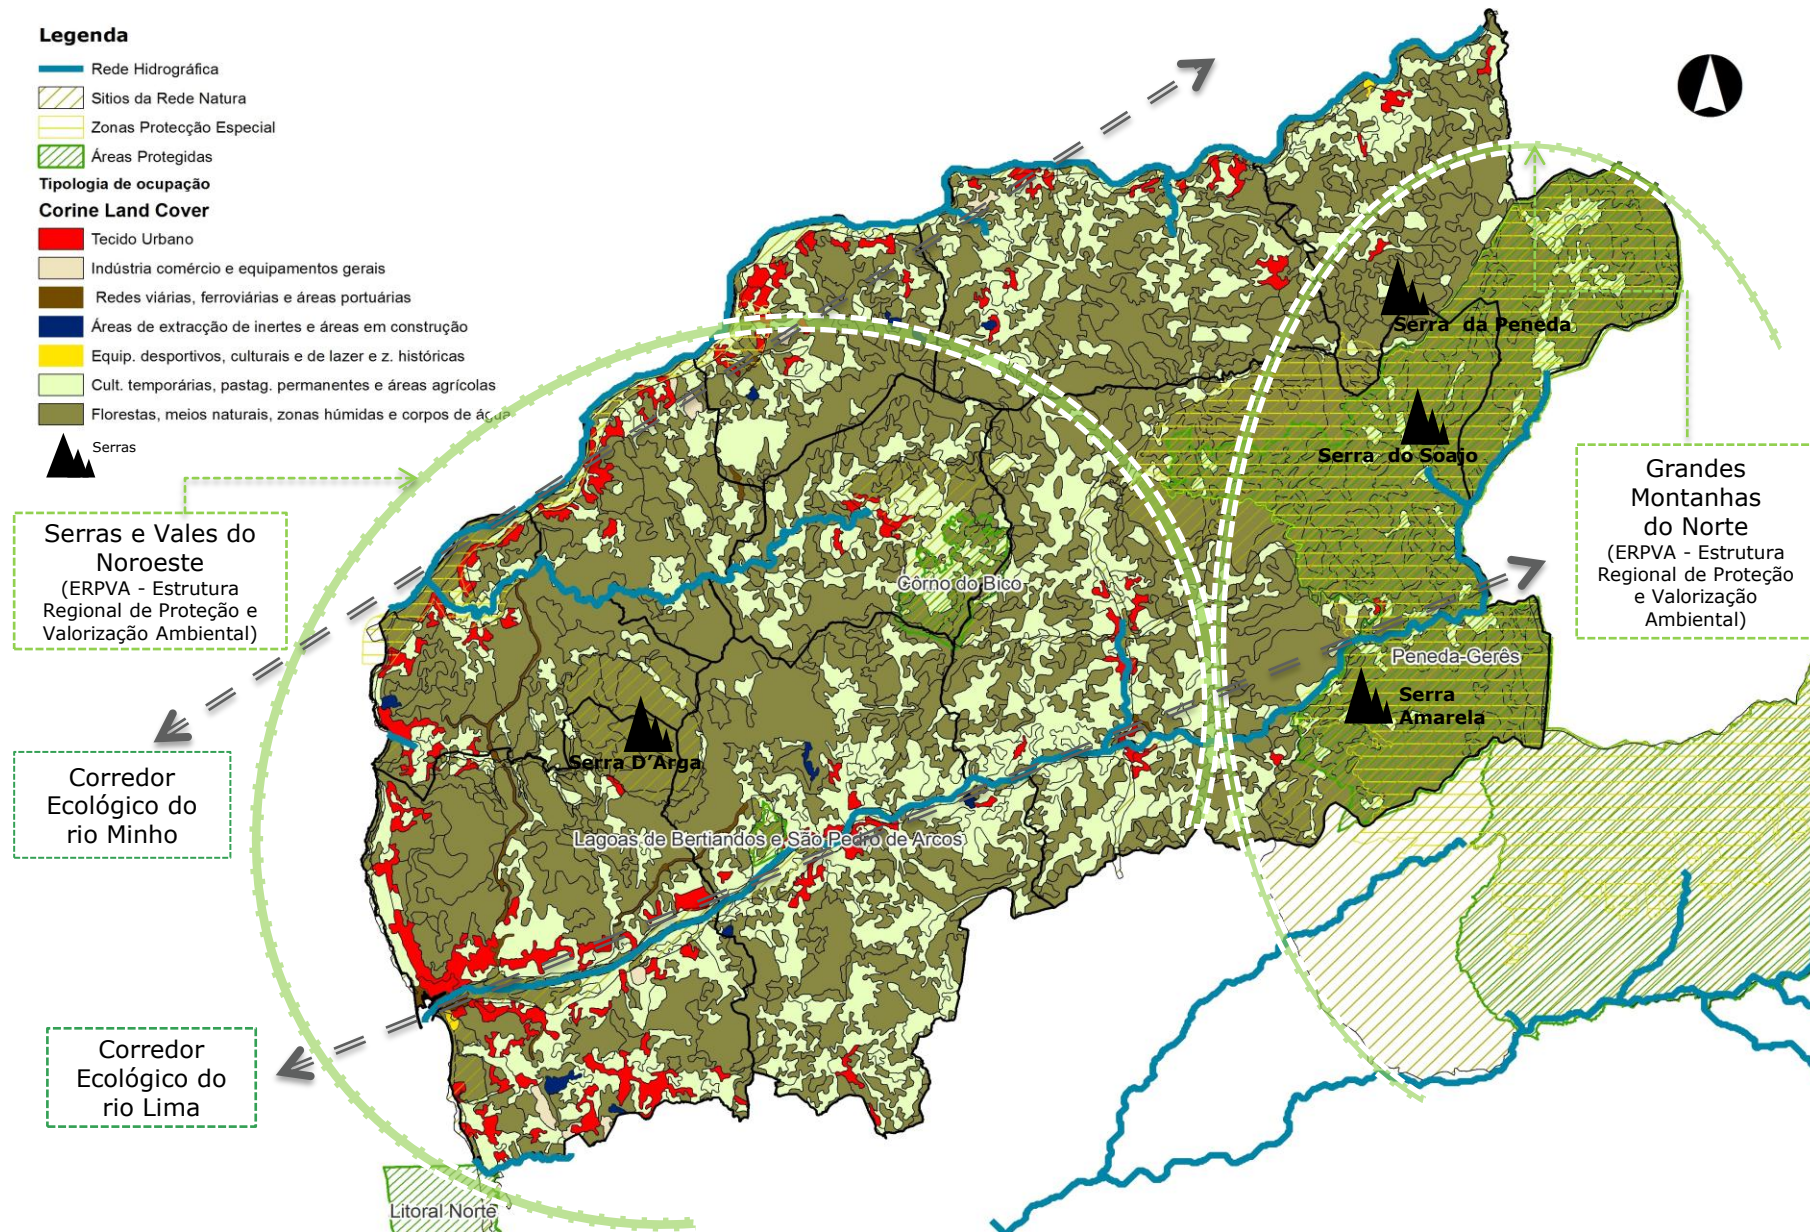 Legenda
Rede Hidrográfica
Sitios da Rede Natura
Zonas Protecção Especial
Áreas Protegidas
Tipologia de ocupação
Corine Land Cover
Tecido Urbano
Indústria comércio e equipamentos gerais
Redes viárias, ferroviárias e áreas portuárias
Áreas de extracção de inertes e áreas em construção
Equip. desportivos, culturais e de lazer e z. históricas
Cult. temporárias, pastag. permanentes e áreas agrícolas
Florestas, meios naturais, zonas húmidas e corpos de água
Serras
Serras e Vales do
Noroeste
(ERPVA - Estrutura
Regional de Proteção e
Valorização Ambiental)
Corredor
Ecológico do
rio Minho
Corredor
Ecológico do
rio Lima
Serra da Peneda
Serra do Soajo
Grandes
Montanhas
do Norte
(ERPVA - Estrutura
Regional de Proteção
e Valorização
Ambiental)
Côrno do Bico
Peneda-Gerês
Serra
Amarela
Serra D'Arga
Lagoas de Bertiandos e São Pedro de Arcos
Litoral Norte